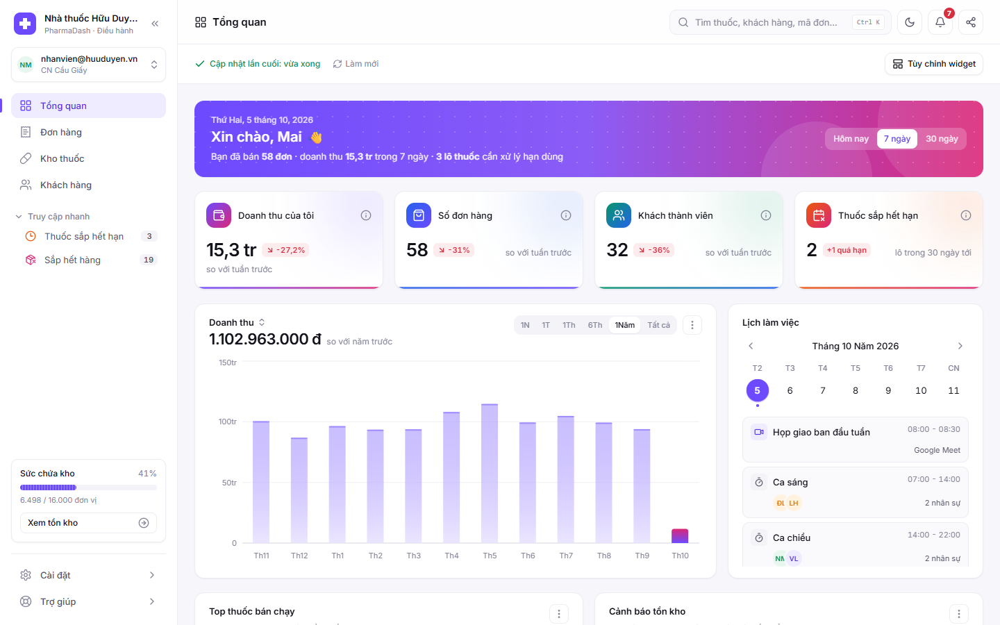 Nhà thuốc Hữu Duy...
PharmaDash · Điều hành
NM
nhanvien@huuduyen.vn
CN Cầu Giấy
Tổng quan
Đơn hàng
Kho thuốc
Khách hàng
Truy cập nhanh
Thuốc sắp hết hạn 3
Sắp hết hàng 19
Sức chứa kho 41%
6.498 / 16.000 đơn vị
Xem tồn kho
Cài đặt
Trợ giúp
Tổng quan
Tìm thuốc, khách hàng, mã đơn...
Ctrl K
7
Cập nhật lần cuối: vừa xong
Làm mới
Tùy chỉnh widget
Thứ Hai, 5 tháng 10, 2026
Xin chào, Mai 👋
Bạn đã bán 58 đơn · doanh thu 15,3 tr trong 7 ngày · 3 lô thuốc cần xử lý hạn dùng
Hôm nay 7 ngày 30 ngày
Doanh thu của tôi
15,3 tr -27,2%
so với tuần trước
Số đơn hàng
58 -31% so với tuần trước
Khách thành viên
32 -36% so với tuần trước
Thuốc sắp hết hạn
2 +1 quá hạn lô trong 30 ngày tới
Doanh thu
1.102.963.000 đ so với năm trước
1N 1T 1Th 6Th 1Năm Tất cả
150tr
100tr
50tr
0
Th11 Th12 Th1 Th2 Th3 Th4 Th5 Th6 Th7 Th8 Th9 Th10
Lịch làm việc
Tháng 10 Năm 2026
T2 T3 T4 T5 T6 T7 CN
5 6 7 8 9 10 11
Họp giao ban đầu tuần 08:00 - 08:30
Google Meet
Ca sáng 07:00 - 14:00
LH 2 nhân sự
Ca chiều 14:00 - 22:00
VL 2 nhân sự
Top thuốc bán chạy
Cảnh báo tồn kho